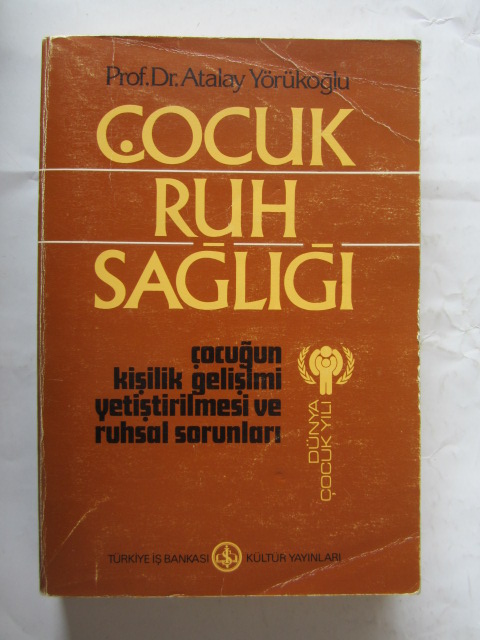 Prof.Dr.Atalay Yörükoğlu
ÇOCUK
RUH
SAĞLIĞI
çocuğun
kişilik gelişimi
yetiştirilmesi ve
ruhsal sorunları
DÜNYA
ÇOCUK YILI
TÜRKİYE İŞ BANKASI KÜLTÜR YAYINLARI